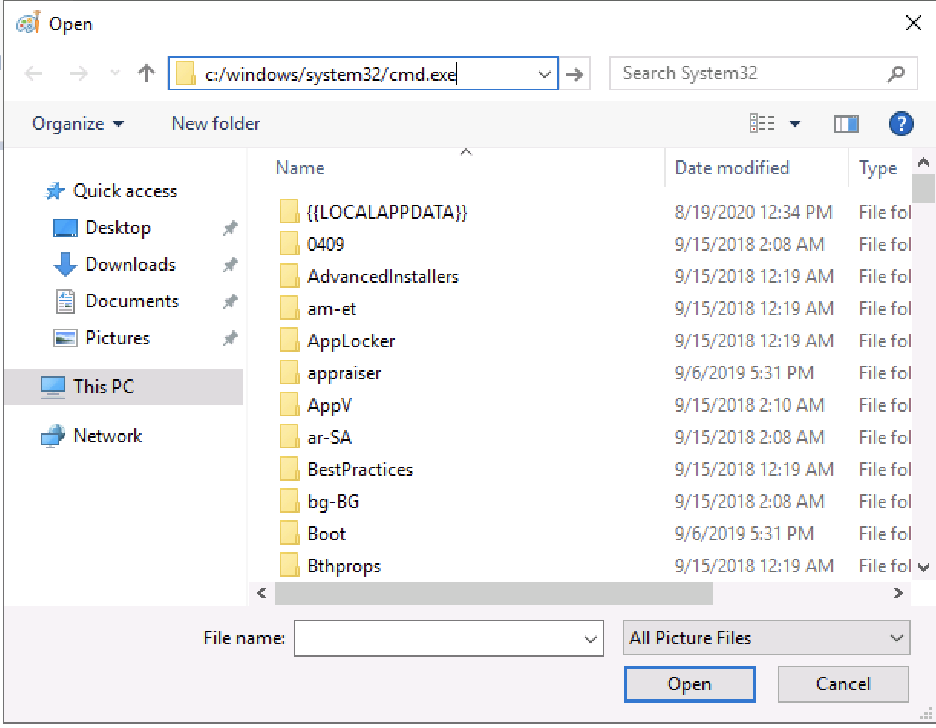 Open
c:/windows/system32/cmd.exe
Search System32
Organize
New folder
?
Name
Date modified
Type
Quick access
Desktop
Downloads
Documents
Pictures
This PC
Network
{{LOCALAPPDATA}} 8/19/2020 12:34 PM File fol
0409 9/15/2018 2:08 AM File fol
AdvancedInstallers 9/15/2018 12:19 AM File fol
am-et 9/15/2018 12:19 AM File fol
AppLocker 9/15/2018 12:19 AM File fol
appraiser 9/6/2019 5:31 PM File fol
AppV 9/15/2018 2:10 AM File fol
ar-SA 9/15/2018 2:08 AM File fol
BestPractices 9/15/2018 12:19 AM File fol
bg-BG 9/15/2018 2:08 AM File fol
Boot 9/6/2019 5:31 PM File fol
Bthprops 9/15/2018 12:19 AM File fol
File name:
All Picture Files
Open
Cancel